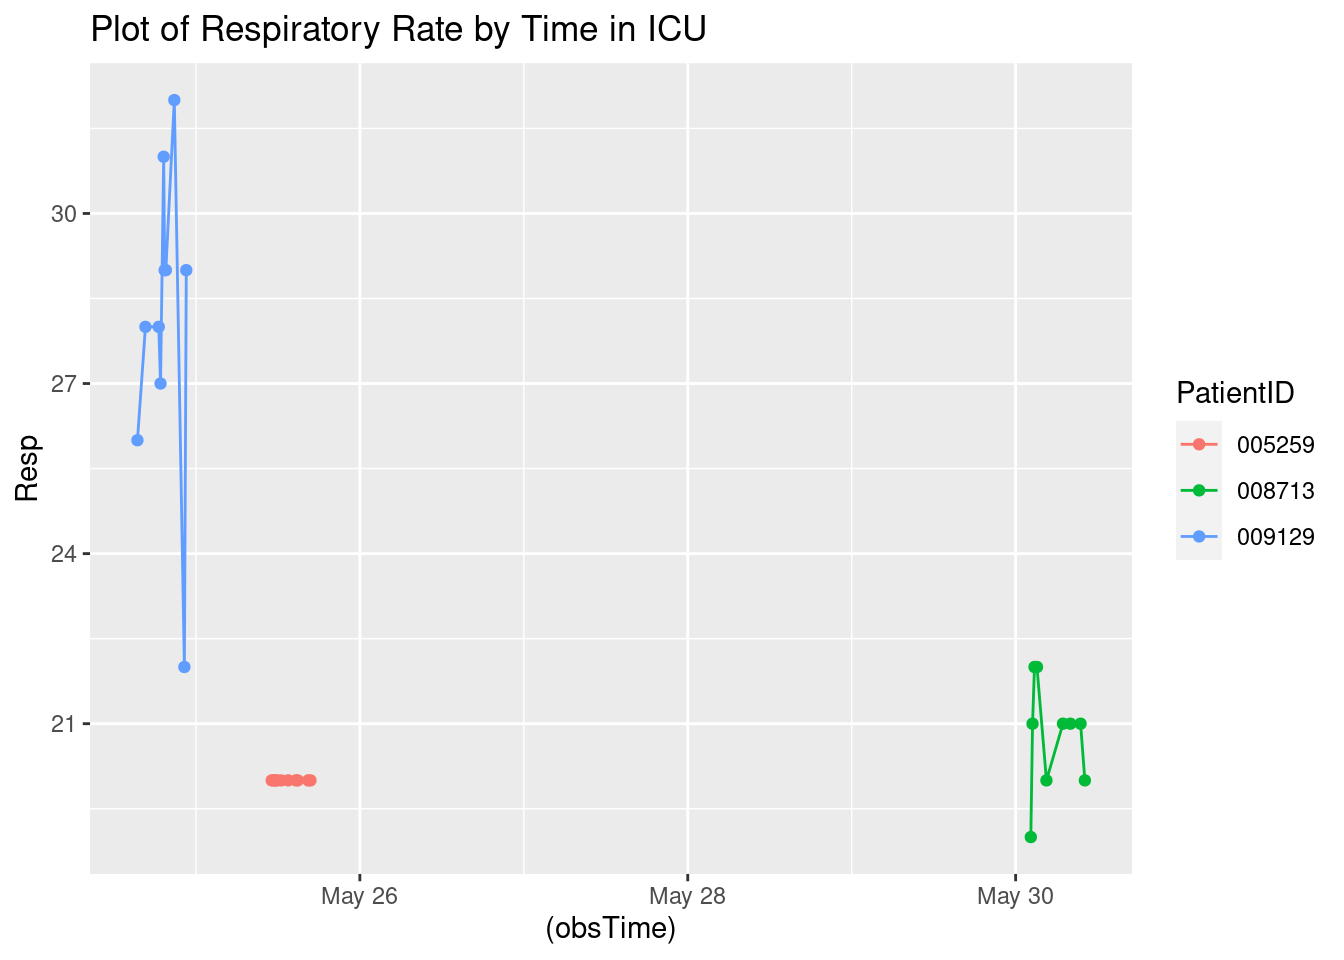 Plot of Respiratory Rate by Time in ICU
30
27
24
21
Resp
May 26
May 28
May 30
(obsTime)
PatientID
005259
008713
009129